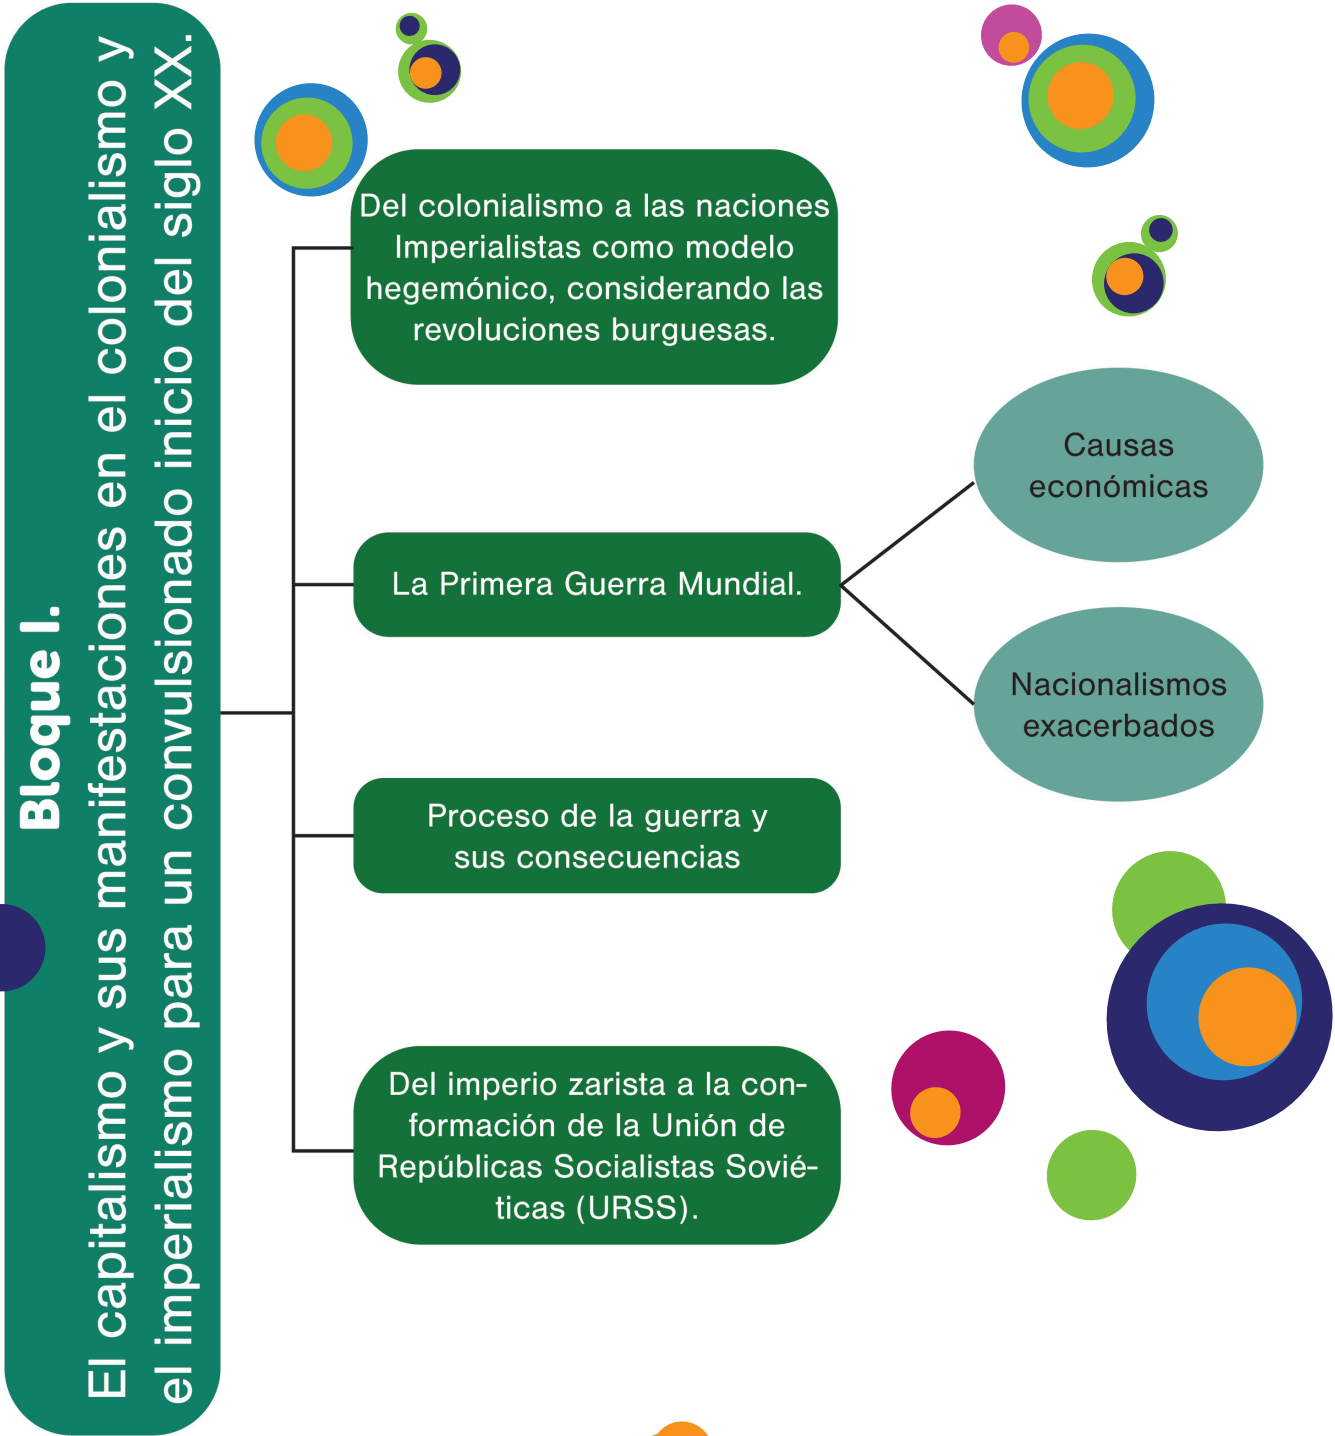 Bloque I.
El capitalismo y sus manifestaciones en el colonialismo y
el imperialismo para un convulsionado inicio del siglo XX.
Del colonialismo a las naciones
Imperialistas como modelo
hegemónico, considerando las
revoluciones burguesas.
La Primera Guerra Mundial.
Causas
económicas
Nacionalismos
exacerbados
Proceso de la guerra y
sus consecuencias
Del imperio zarista a la con-
formación de la Unión de
Repúblicas Socialistas Sovié-
ticas (URSS).